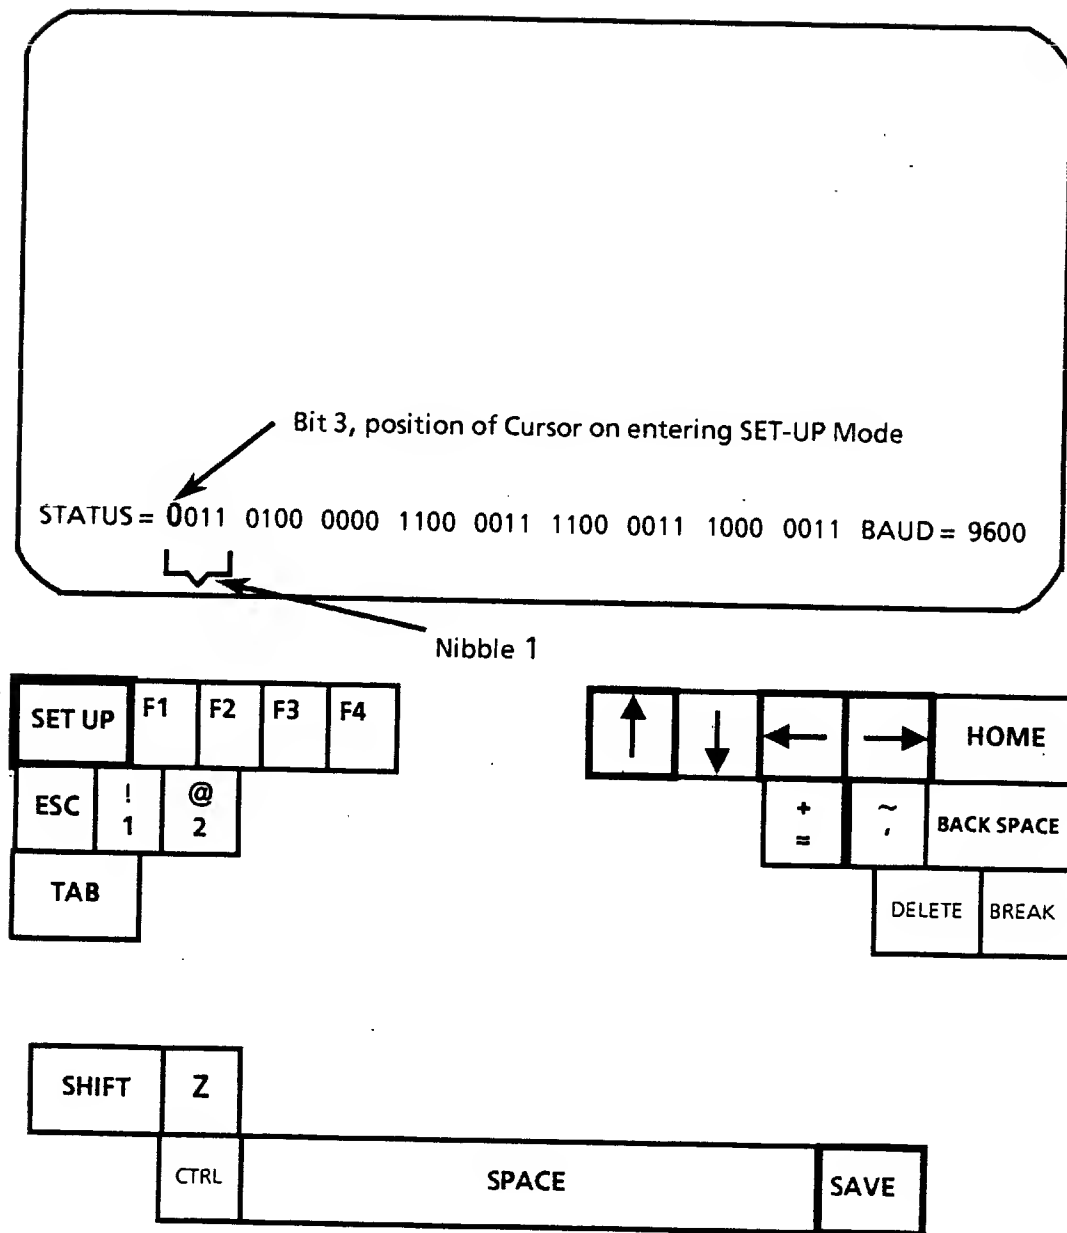 Bit 3, position of Cursor on entering SET-UP Mode
STATUS = 0011 0100 0000 1100 0011 1100 0011 1000 0011 BAUD = 9600
Nibble 1
SET UP F1 F2 F3 F4 HOME
ESC ! 1 @ 2 + = ~ ' BACK SPACE
TAB DELETE BREAK
SHIFT Z
CTRL SPACE SAVE